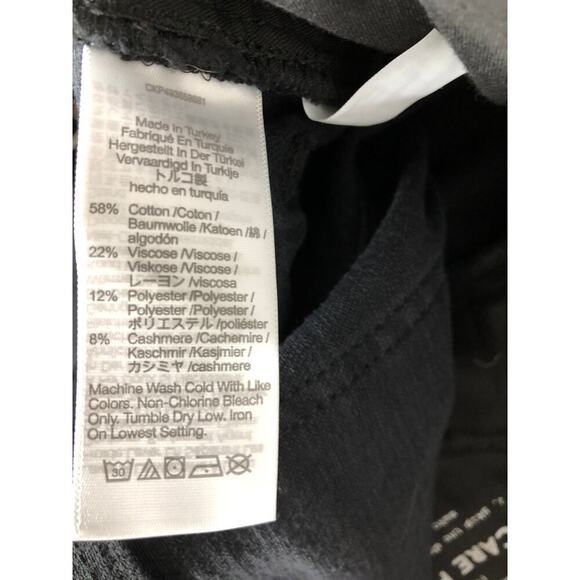 CKP493653681
Made In Turkey
Fabriqué En Turquie
Hergestellt In Der Türkei
Vervaardigd In Turkije
トルコ製
hecho en turquía
58% Cotton /Coton /
Baumwolle /Katoen /綿 /
algodón
22% Viscose /Viscose /
Viskose /Viscose /
レーヨン /viscosa
12% Polyester /Polyester /
Polyester /Polyester /
ポリエステル /poliéster
8% Cashmere /Cachemire /
Kaschmir /Kasjmier /
カシミヤ /cashmere
Machine Wash Cold With Like
Colors. Non-Chlorine Bleach
Only. Tumble Dry Low. Iron
On Lowest Setting.
30
CARE